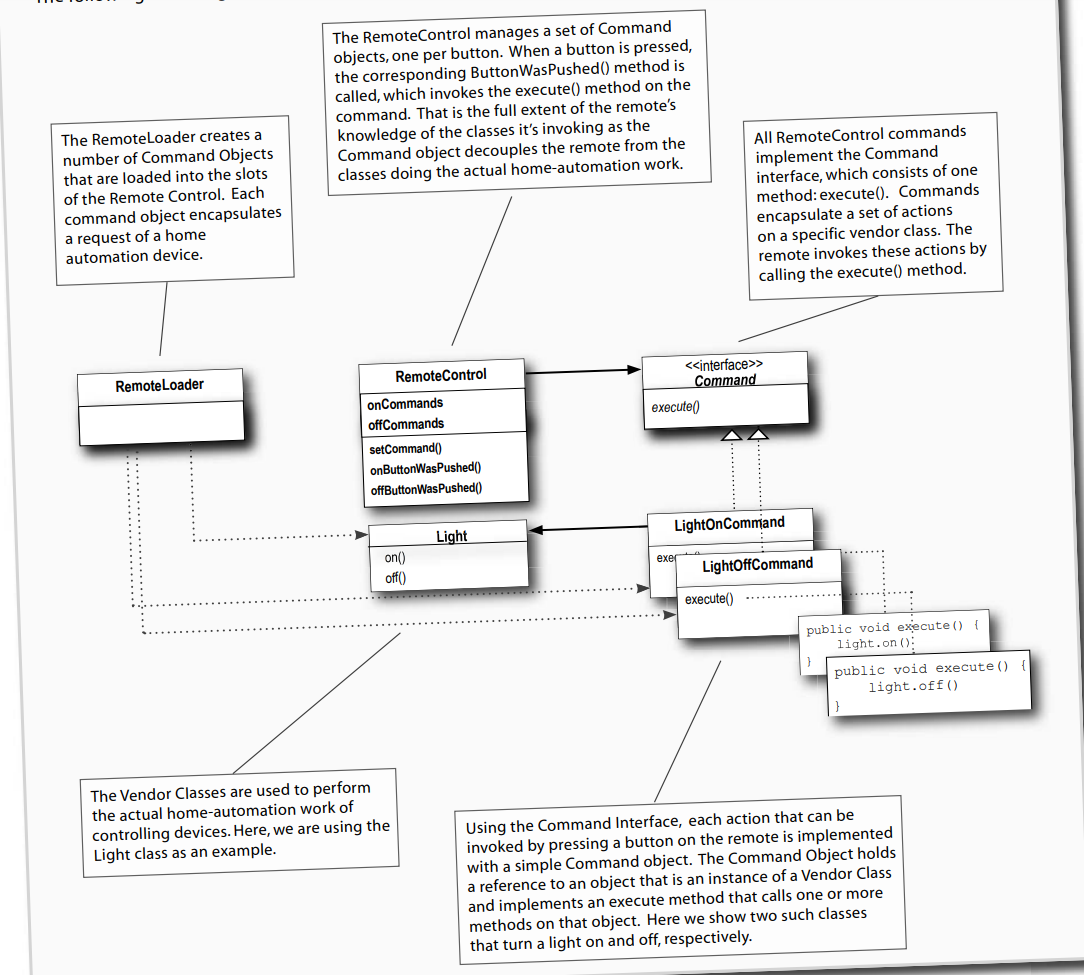 The RemoteControl manages a set of Command
objects, one per button. When a button is pressed,
the corresponding ButtonWasPushed() method is
called, which invokes the execute() method on the
command. That is the full extent of the remote's
knowledge of the classes it's invoking as the
Command object decouples the remote from the
classes doing the actual home-automation work.
The RemoteLoader creates a
number of Command Objects
that are loaded into the slots
of the Remote Control. Each
command object encapsulates
a request of a home
automation device.
All RemoteControl commands
implement the Command
interface, which consists of one
method: execute(). Commands
encapsulate a set of actions
on a specific vendor class. The
remote invokes these actions by
calling the execute() method.
RemoteLoader
RemoteControl
onCommands
offCommands
setCommand()
onButtonWasPushed()
offButtonWasPushed()
<<interface>>
Command
execute()
Light
on()
off()
LightOnCommand
LightOffCommand
execute()
public void execute() {
light.on()
}
public void execute() {
light.off()
}
The Vendor Classes are used to perform
the actual home-automation work of
controlling devices. Here, we are using the
Light class as an example.
Using the Command Interface, each action that can be
invoked by pressing a button on the remote is implemented
with a simple Command object. The Command Object holds
a reference to an object that is an instance of a Vendor Class
and implements an execute method that calls one or more
methods on that object. Here we show two such classes
that turn a light on and off, respectively.